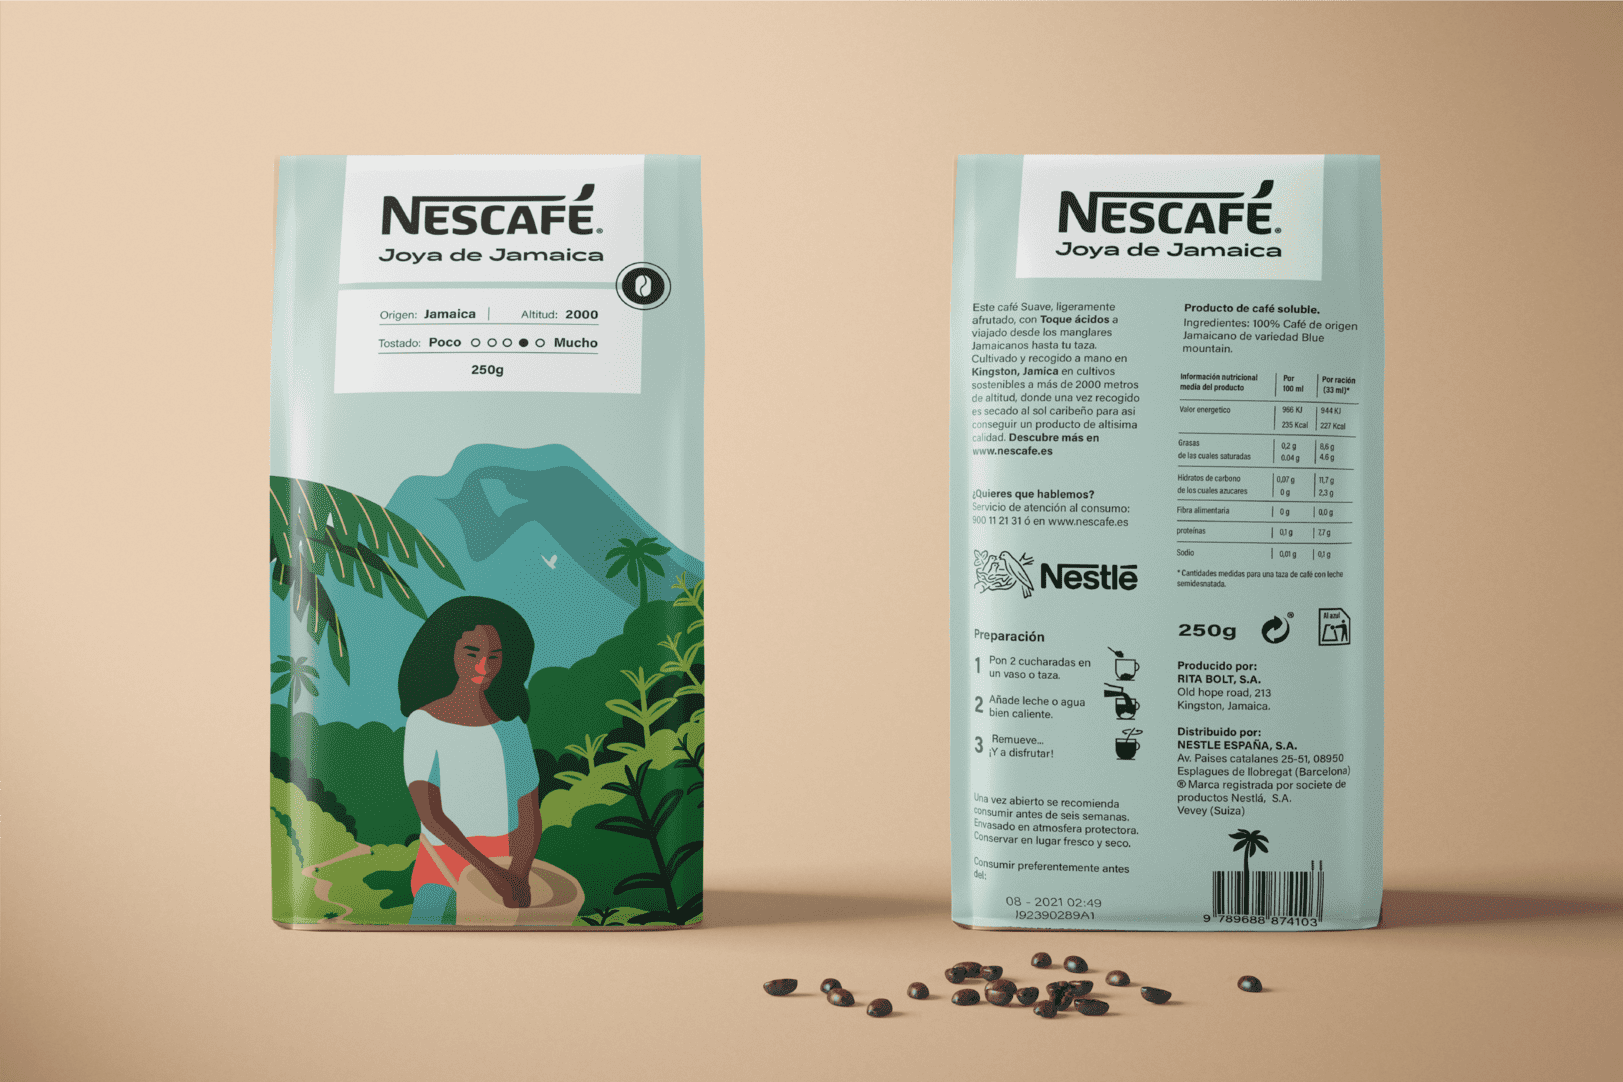 NESCAFÉ®
Joya de Jamaica
Origen: Jamaica | Altitud: 2000
Tostado: Poco Mucho
250g
NESCAFÉ®
Joya de Jamaica
Este café Suave, ligeramente
afrutado, con Toque ácidos a
viajado desde los manglares
Jamaicanos hasta tu taza.
Cultivado y recogido a mano en
Kingston, Jamica en cultivos
sostenibles a más de 2000 metros
de altitud, donde una vez recogido
es secado al sol caribeño para asi
conseguir un producto de altisima
calidad. Descubre más en
www.nescafe.es
¿Quieres que hablemos?
Servicio de atención al consumo:
900 11 21 31 ó en www.nescafe.es
Nestlé
Preparación
1 Pon 2 cucharadas en
un vaso o taza.
2 Añade leche o agua
bien caliente.
3 Remueve...
¡Y a disfrutar!
Una vez abierto se recomienda
consumir antes de seis semanas.
Envasado en atmosfera protectora.
Conservar en lugar fresco y seco.
Consumir preferentemente antes
del:
08 - 2021 02:49
J92390289A1
Producto de café soluble.
Ingredientes: 100% Café de origen
Jamaicano de variedad Blue
mountain.
Información nutricional Por Por ración
media del producto 100 ml (33 ml)*
Valor energetico 966 KJ 944 KJ
235 Kcal 227 Kcal
Grasas 0,2 g 8,6 g
de las cuales saturadas 0.04 g 4.6 g
Hidratos de carbono 0,07 g 11,7 g
de los cuales azucares 0 g 2,3 g
Fibra alimentaria 0 g 0,0 g
proteínas 0,1 g 7,7 g
Sodio 0,01 g 0,1 g
*Cantidades medidas para una taza de café con leche
semidesnatada.
250g
®
Al azul
Producido por:
RITA BOLT, S.A.
Old hope road, 213
Kingston, Jamaica.
Distribuido por:
NESTLE ESPAÑA, S.A.
Av. Paises catalanes 25-51, 08950
Esplagues de llobregat (Barcelona)
® Marca registrada por societe de
productos Nestlá, S.A.
Vevey (Suiza)
9 789688 874103